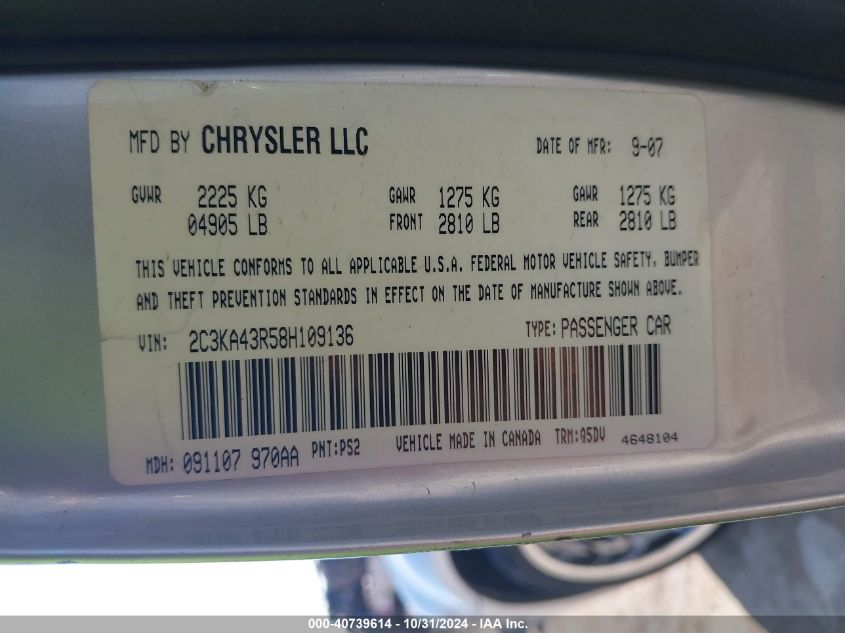 MFD BY CHRYSLER LLC DATE OF MFR: 9-07
GVWR 2225 KG GAWR 1275 KG GAWR 1275 KG
04905 LB FRONT 2810 LB REAR 2810 LB
THIS VEHICLE CONFORMS TO ALL APPLICABLE U.S.A. FEDERAL MOTOR VEHICLE SAFETY, BUMPER
AND THEFT PREVENTION STANDARDS IN EFFECT ON THE DATE OF MANUFACTURE SHOWN ABOVE.
VIN: 2C3KA43R58H109136 TYPE: PASSENGER CAR
MDH: 091107 970AA PNT:PS2 VEHICLE MADE IN CANADA TRM:Q5DV 4648104
000-40739614 - 10/31/2024 - IAA Inc.